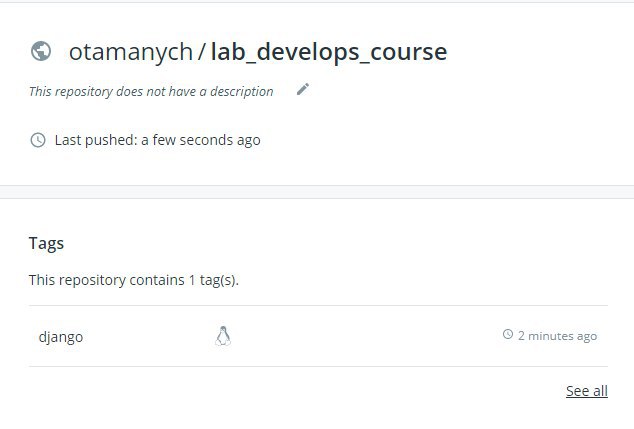 otamanych / lab_develops_course
This repository does not have a description
Last pushed: a few seconds ago
Tags
This repository contains 1 tag(s).
django 2 minutes ago
See all